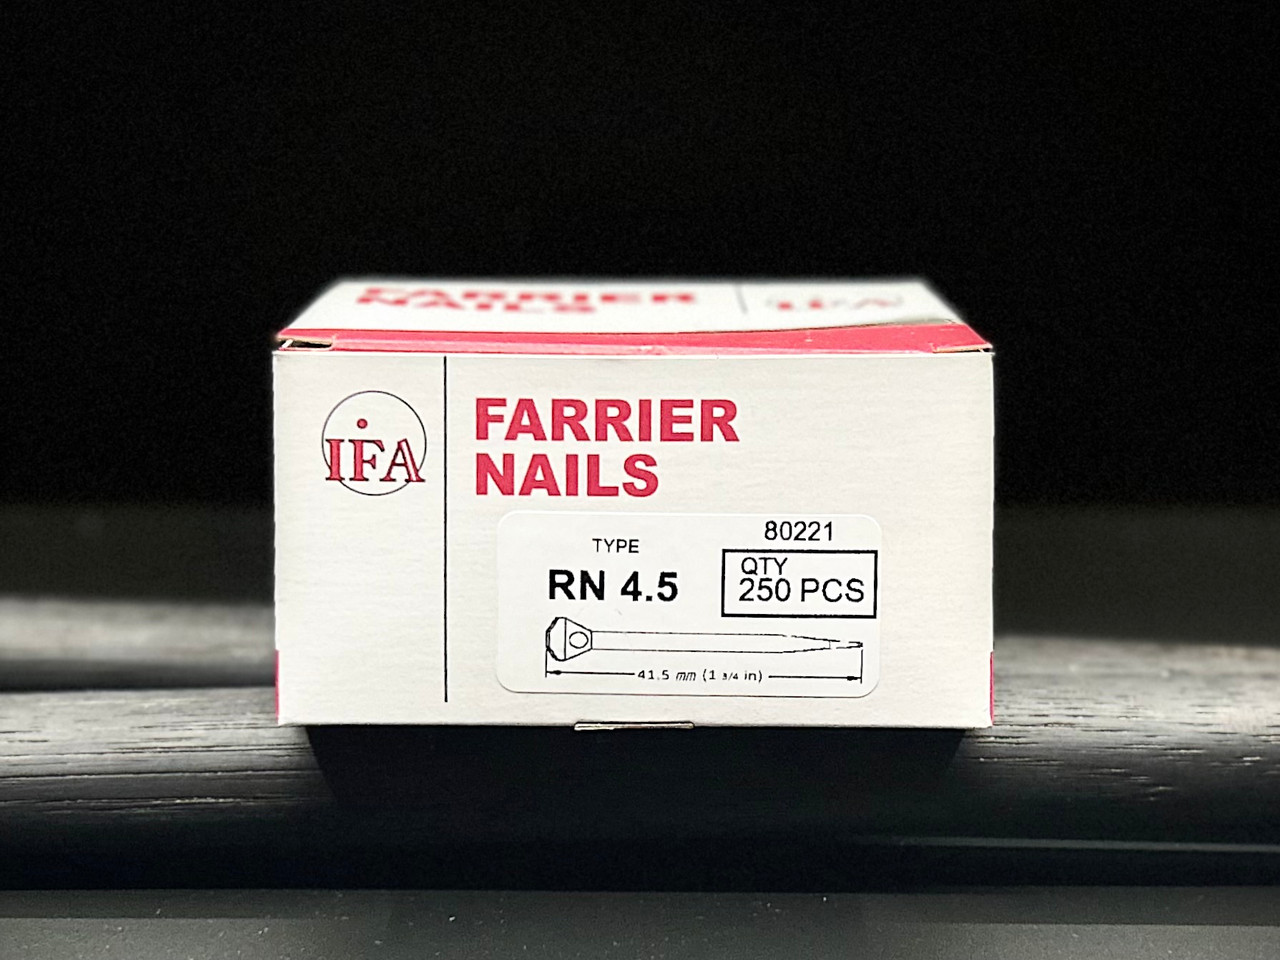 FARRIER
NAILS
IFA
IFA
FARRIER
NAILS
80221
TYPE
QTY
RN 4.5
250 PCS
41.5 mm (1 3/4 in)